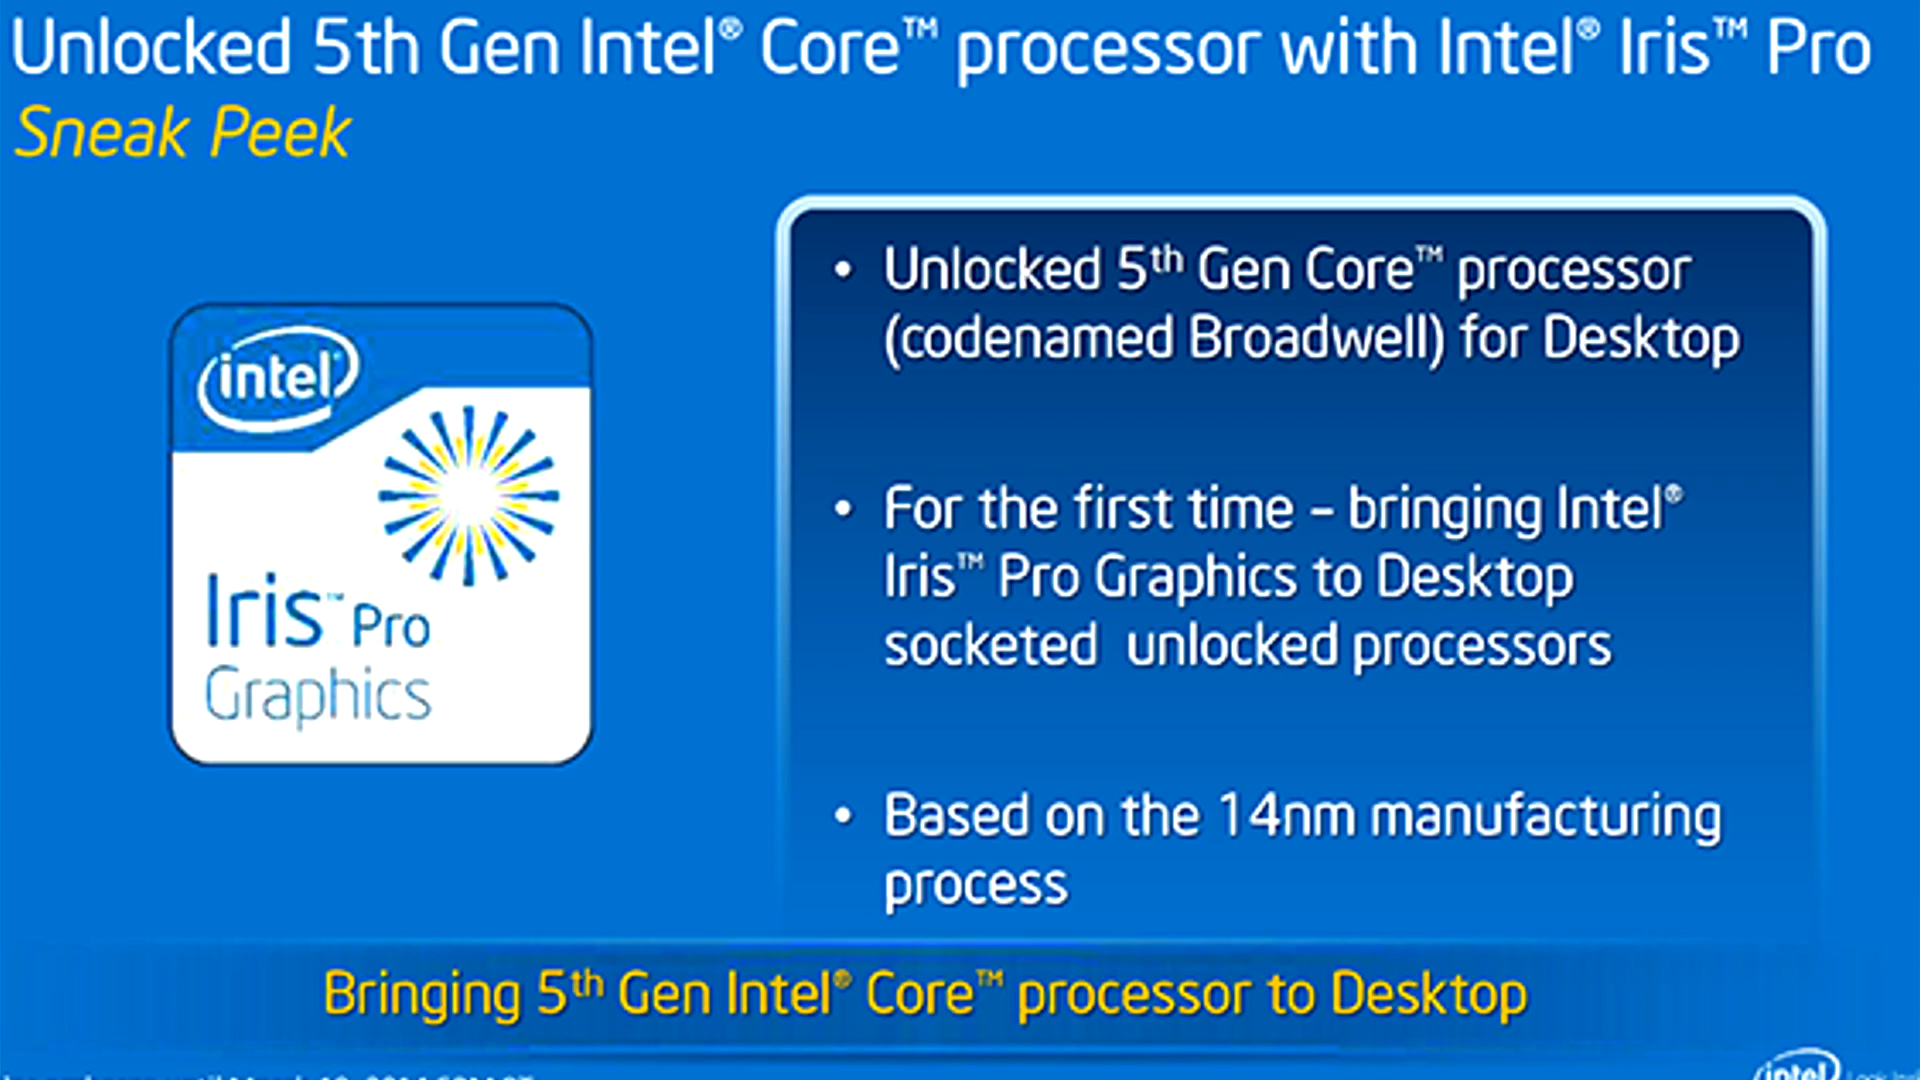 Unlocked 5th Gen Intel® Core™ processor with Intel® Iris™ Pro
Sneak Peek
intel
Iris™ Pro
Graphics
• Unlocked 5th Gen Core™ processor
(codenamed Broadwell) for Desktop
• For the first time – bringing Intel®
Iris™ Pro Graphics to Desktop
socketed unlocked processors
• Based on the 14nm manufacturing
process
Bringing 5th Gen Intel® Core™ processor to Desktop
intel